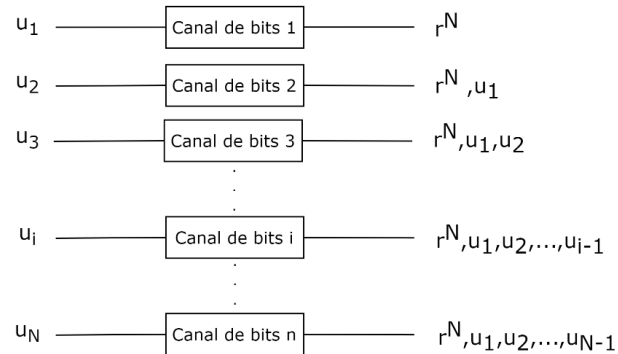 u1 Canal de bits 1 rN
u2 Canal de bits 2 rN ,u1
u3 Canal de bits 3 rN,u1,u2
ui Canal de bits i rN,u1,u2,...,ui-1
uN Canal de bits n rN,u1,u2,...,uN-1